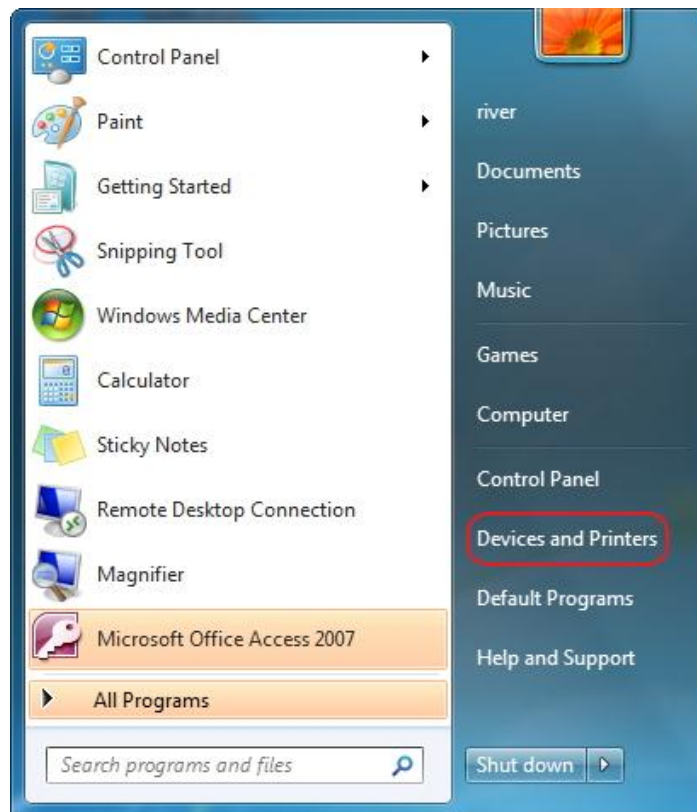 Control Panel
Paint
Getting Started
Snipping Tool
Windows Media Center
Calculator
Sticky Notes
Remote Desktop Connection
Magnifier
Microsoft Office Access 2007
All Programs
Search programs and files
river
Documents
Pictures
Music
Games
Computer
Control Panel
Devices and Printers
Default Programs
Help and Support
Shut down